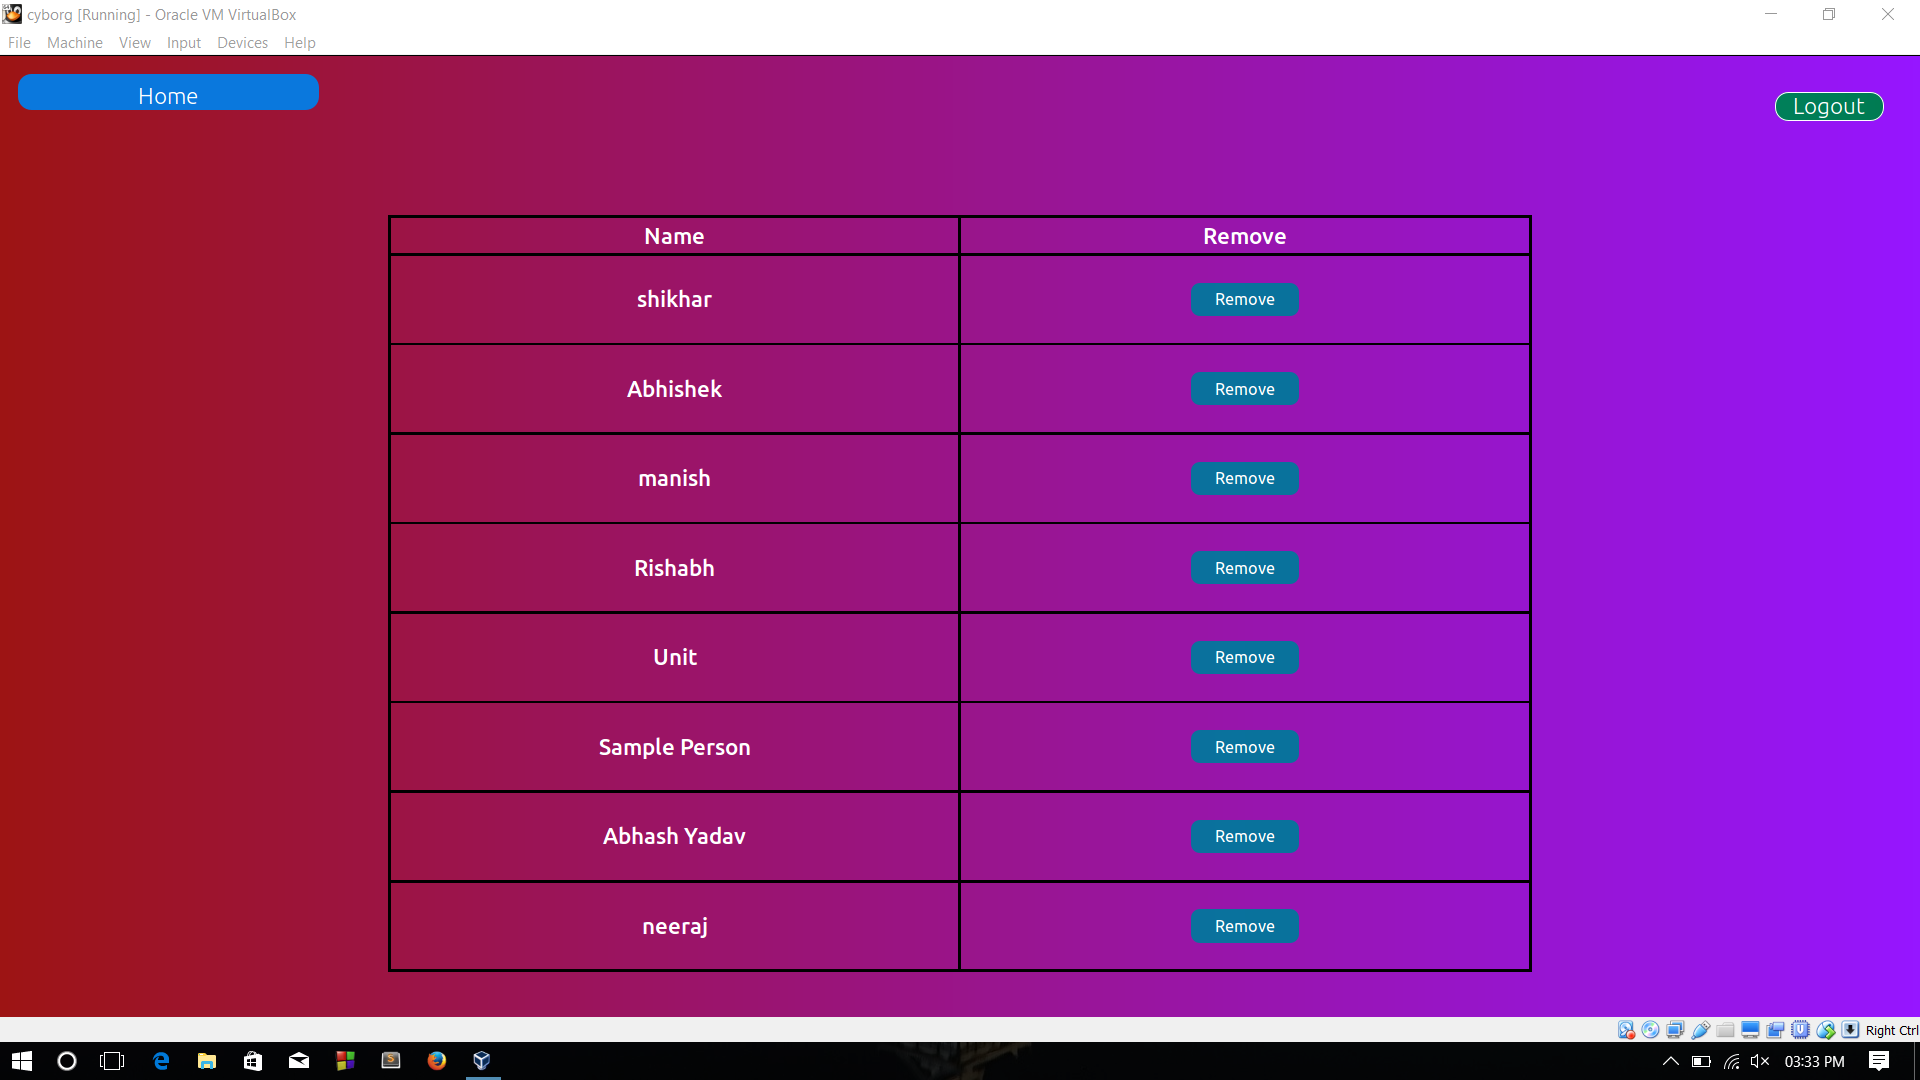 cyborg [Running] - Oracle VM VirtualBox
File Machine View Input Devices Help
Home
Logout
Name Remove
shikhar Remove
Abhishek Remove
manish Remove
Rishabh Remove
Unit Remove
Sample Person Remove
Abhash Yadav Remove
neeraj Remove
Right Ctrl
03:33 PM